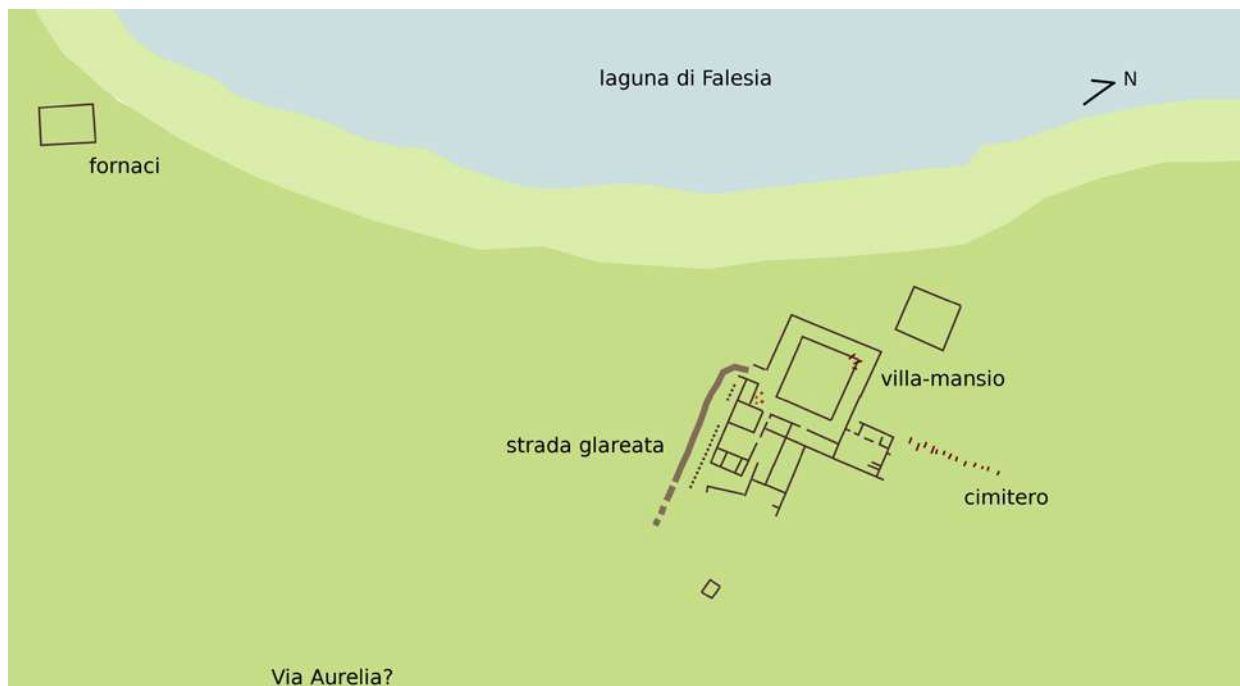 laguna di Falesia
N
fornaci
villa-mansio
strada glareata
cimitero
Via Aurelia?